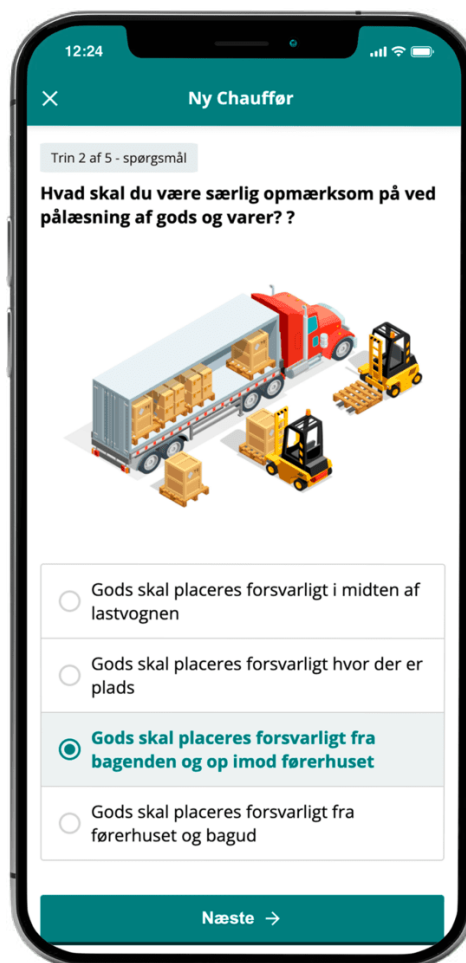 12:24
Ny Chauffør
Trin 2 af 5 - spørgsmål
Hvad skal du være særlig opmærksom på ved
pålæsning af gods og varer? ?
Gods skal placeres forsvarligt i midten af
lastvognen
Gods skal placeres forsvarligt hvor der er
plads
Gods skal placeres forsvarligt fra
bagenden og op imod førerhuset
Gods skal placeres forsvarligt fra
førerhuset og bagud
Næste →